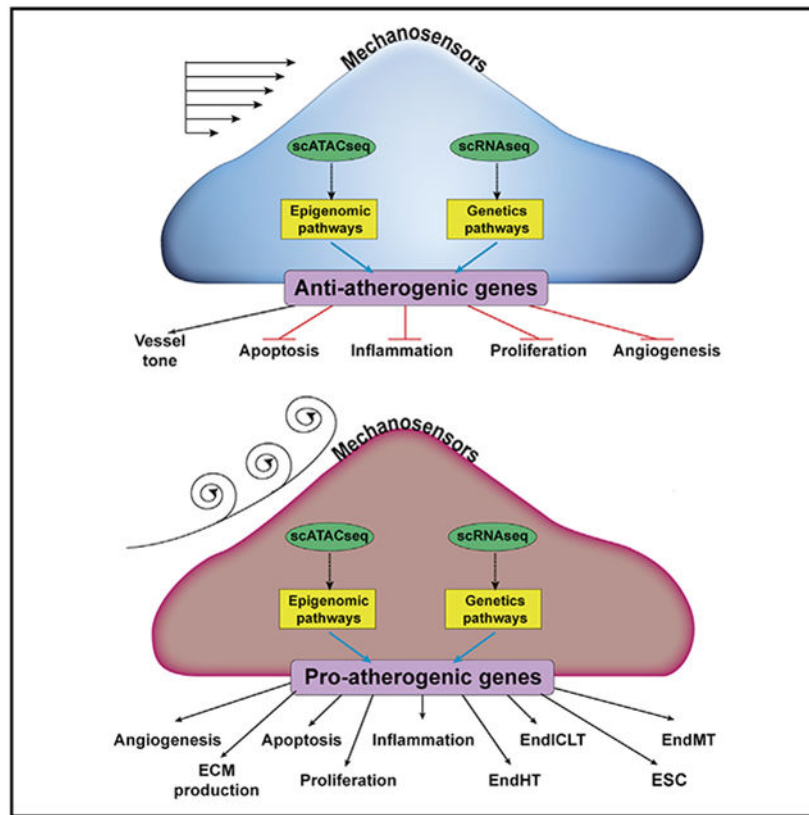 Mechanosensors
scATACseq
scRNAseq
Epigenomic
pathways
Genetics
pathways
Anti-atherogenic genes
Vessel
tone
Apoptosis
Inflammation
Proliferation
Angiogenesis
Mechanosensors
scATACseq
scRNAseq
Epigenomic
pathways
Genetics
pathways
Pro-atherogenic genes
Angiogenesis
ECM
production
Apoptosis
Proliferation
Inflammation
EndHT
EndICLT
ESC
EndMT